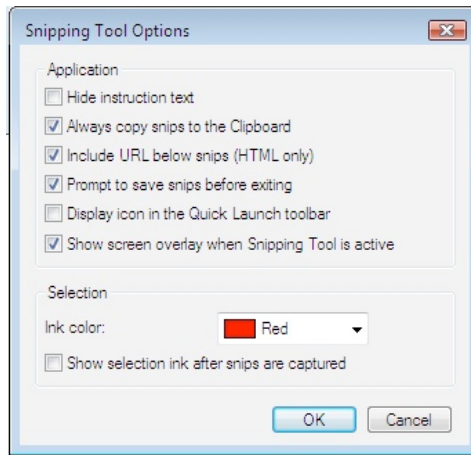 Snipping Tool Options
Application
Hide instruction text
Always copy snips to the Clipboard
Include URL below snips (HTML only)
Prompt to save snips before exiting
Display icon in the Quick Launch toolbar
Show screen overlay when Snipping Tool is active
Selection
Ink color: Red
Show selection ink after snips are captured
OK Cancel